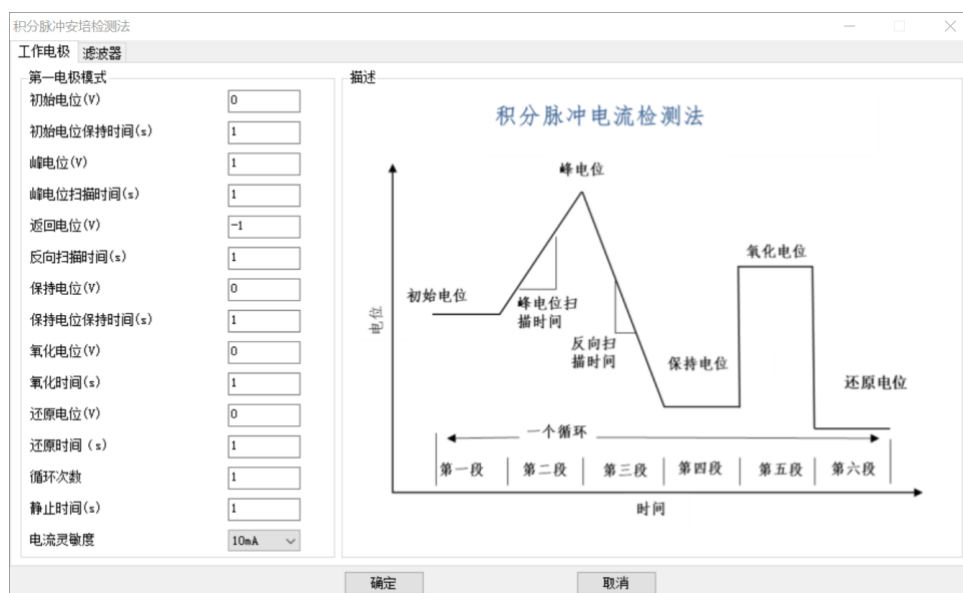 积分脉冲安培检测法
工作电极 滤波器
第一电极模式
初始电位(V) 0
初始电位保持时间(s) 1
峰电位(V) 1
峰电位扫描时间(s) 1
返回电位(V) -1
反向扫描时间(s) 1
保持电位(V) 0
保持电位保持时间(s) 1
氧化电位(V) 0
氧化时间(s) 1
还原电位(V) 0
还原时间 (s) 1
循环次数 1
静止时间(s) 1
电流灵敏度 10mA
描述
积分脉冲电流检测法
峰电位
氧化电位
初始电位
峰电位扫
描时间
电位
反向扫
描时间
保持电位
还原电位
一个循环
第一段 第二段 第三段 第四段 第五段 第六段
时间
确定 取消